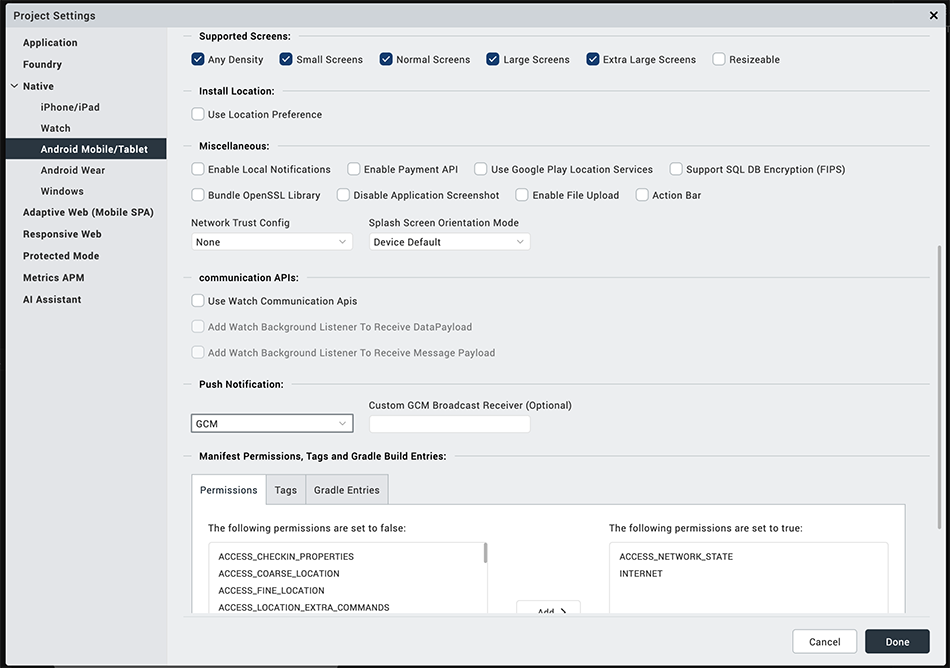 Project Settings
Application
Foundry
Native
iPhone/iPad
Watch
Android Mobile/Tablet
Android Wear
Windows
Adaptive Web (Mobile SPA)
Responsive Web
Protected Mode
Metrics APM
AI Assistant
Supported Screens:
Any Density Small Screens Normal Screens Large Screens Extra Large Screens Resizeable
Install Location:
Use Location Preference
Miscellaneous:
Enable Local Notifications Enable Payment API Use Google Play Location Services Support SQL DB Encryption (FIPS)
Bundle OpenSSL Library Disable Application Screenshot Enable File Upload Action Bar
Network Trust Config Splash Screen Orientation Mode
None Device Default
communication APIs:
Use Watch Communication Apis
Add Watch Background Listener To Receive DataPayload
Add Watch Background Listener To Receive Message Payload
Push Notification:
Custom GCM Broadcast Receiver (Optional)
GCM
Manifest Permissions, Tags and Gradle Build Entries:
Permissions Tags Gradle Entries
The following permissions are set to false: The following permissions are set to true:
ACCESS_CHECKIN_PROPERTIES ACCESS_NETWORK_STATE
ACCESS_COARSE_LOCATION INTERNET
ACCESS_FINE_LOCATION
ACCESS_LOCATION_EXTRA_COMMANDS
Add
Cancel Done